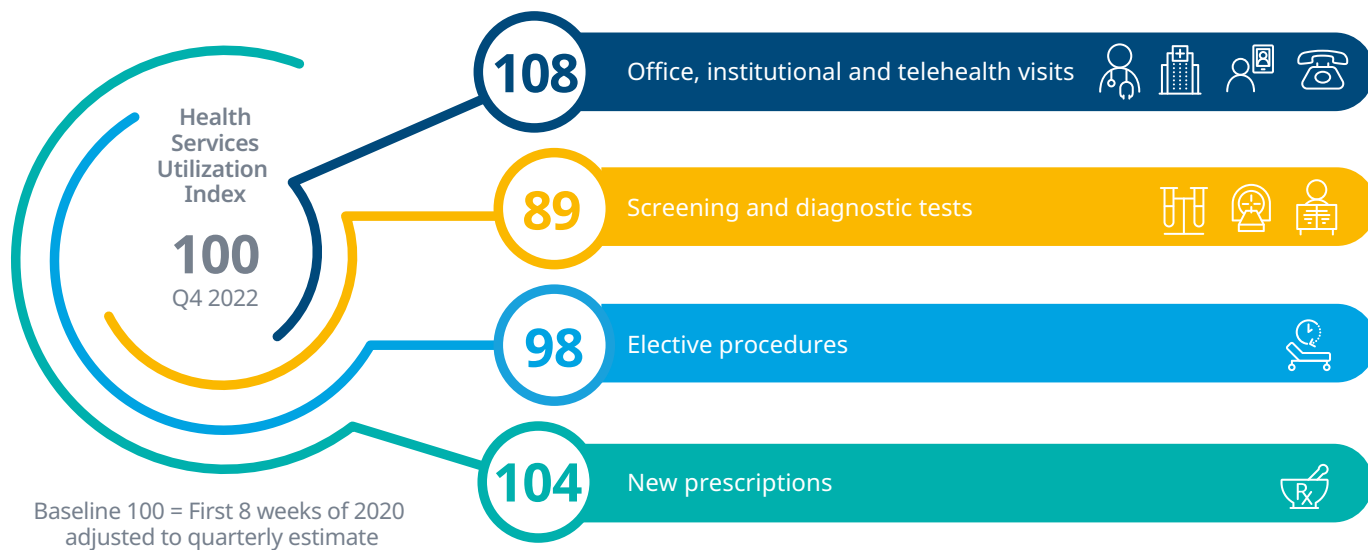 Health
Services
Utilization
Index
100
Q4 2022
108
Office, institutional and telehealth visits
89
Screening and diagnostic tests
98
Elective procedures
104
New prescriptions
Rx
Baseline 100 = First 8 weeks of 2020
adjusted to quarterly estimate